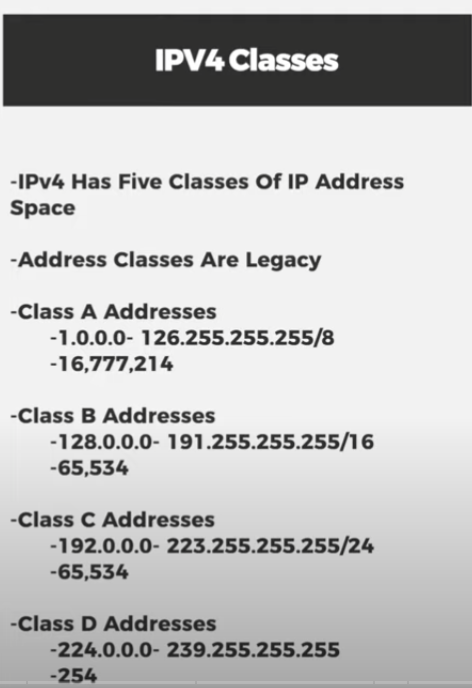 IPV4 Classes
-IPv4 Has Five Classes Of IP Address
Space
-Address Classes Are Legacy
-Class A Addresses
-1.0.0.0- 126.255.255.255/8
-16,777,214
-Class B Addresses
-128.0.0.0- 191.255.255.255/16
-65,534
-Class C Addresses
-192.0.0.0- 223.255.255.255/24
-65,534
-Class D Addresses
-224.0.0.0- 239.255.255.255
-254